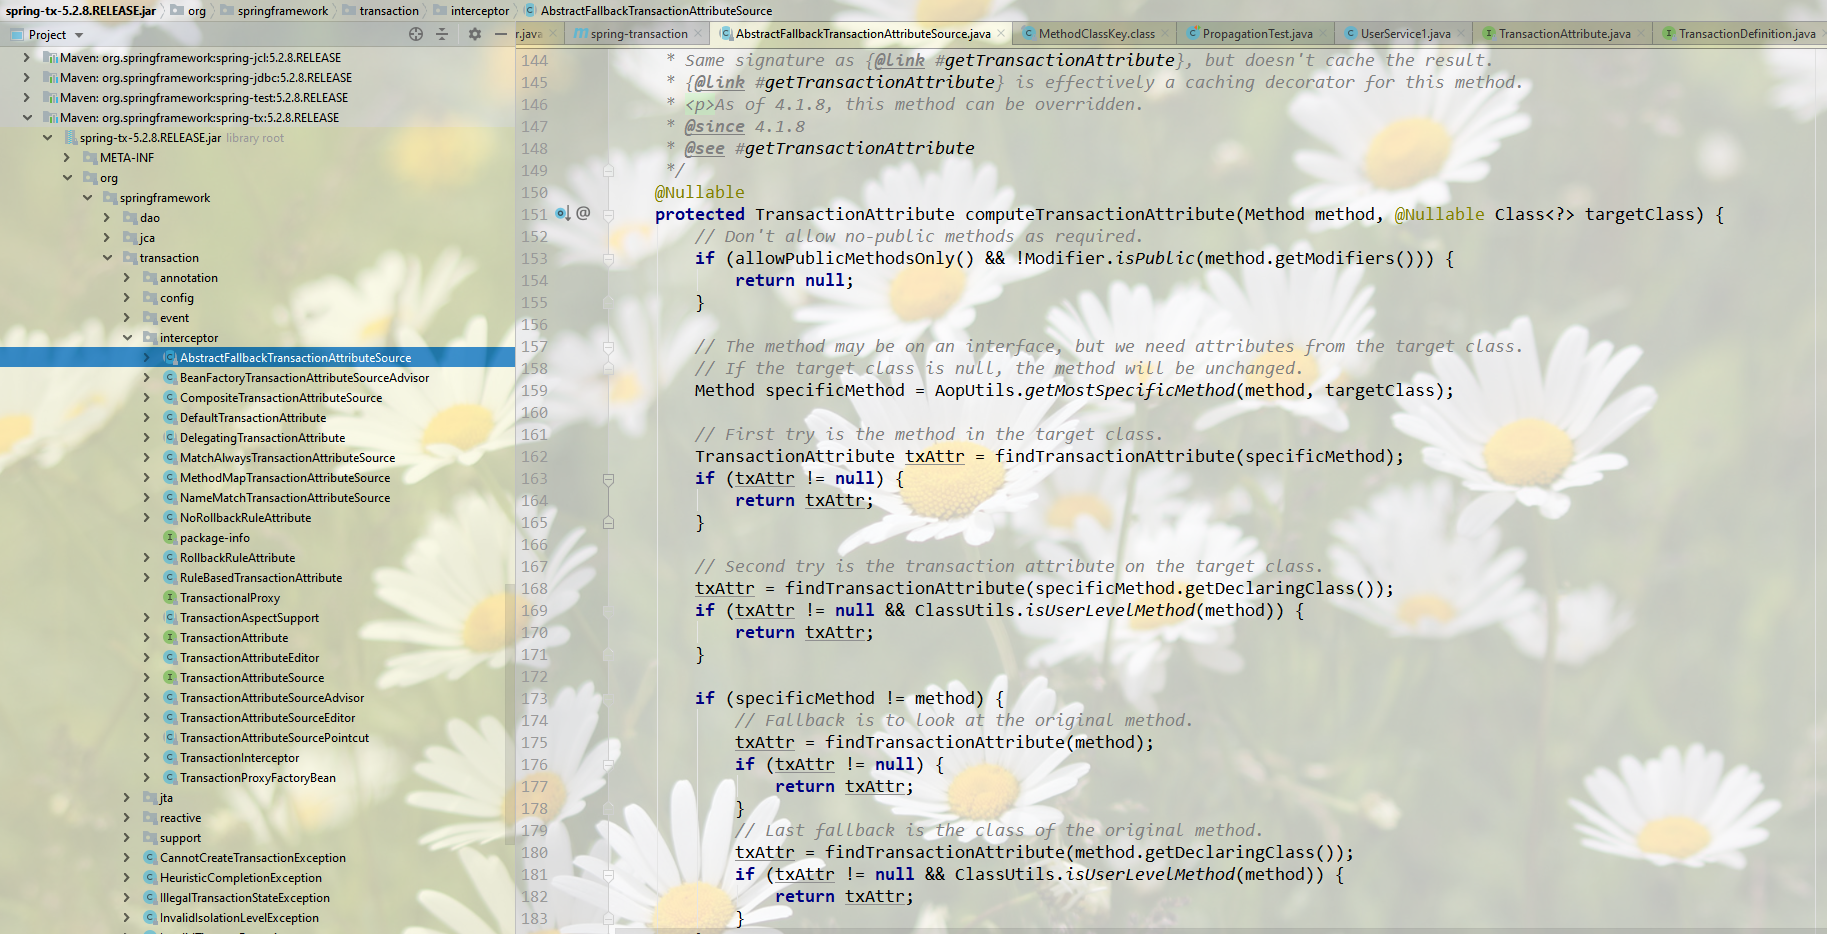 spring-tx-5.2.8.RELEASE.jar org springframework transaction interceptor AbstractFallbackTransactionAttributeSource
Project
r.java spring-transaction AbstractFallbackTransactionAttributeSource.java MethodClassKey.class PropagationTest.java UserService1.java TransactionAttribute.java TransactionDefinition.java
Maven: org.springframework:spring-jcl:5.2.8.RELEASE
Maven: org.springframework:spring-jdbc:5.2.8.RELEASE
Maven: org.springframework:spring-test:5.2.8.RELEASE
Maven: org.springframework:spring-tx:5.2.8.RELEASE
spring-tx-5.2.8.RELEASE.jar library root
META-INF
org
springframework
dao
jca
transaction
annotation
config
event
interceptor
AbstractFallbackTransactionAttributeSource
BeanFactoryTransactionAttributeSourceAdvisor
CompositeTransactionAttributeSource
DefaultTransactionAttribute
DelegatingTransactionAttribute
MatchAlwaysTransactionAttributeSource
MethodMapTransactionAttributeSource
NameMatchTransactionAttributeSource
NoRollbackRuleAttribute
package-info
RollbackRuleAttribute
RuleBasedTransactionAttribute
TransactionalProxy
TransactionAspectSupport
TransactionAttribute
TransactionAttributeEditor
TransactionAttributeSource
TransactionAttributeSourceAdvisor
TransactionAttributeSourceEditor
TransactionAttributeSourcePointcut
TransactionInterceptor
TransactionProxyFactoryBean
jta
reactive
support
CannotCreateTransactionException
HeuristicCompletionException
IllegalTransactionStateException
InvalidIsolationLevelException
144 * Same signature as {@link #getTransactionAttribute}, but doesn't cache the result.
145 * {@link #getTransactionAttribute} is effectively a caching decorator for this method.
146 * <p>As of 4.1.8, this method can be overridden.
147 * @since 4.1.8
148 * @see #getTransactionAttribute
149 */
150 @Nullable
151 @ protected TransactionAttribute computeTransactionAttribute(Method method, @Nullable Class<?> targetClass) {
152 // Don't allow no-public methods as required.
153 if (allowPublicMethodsOnly() && !Modifier.isPublic(method.getModifiers())) {
154 return null;
155 }
156
157 // The method may be on an interface, but we need attributes from the target class.
158 // If the target class is null, the method will be unchanged.
159 Method specificMethod = AopUtils.getMostSpecificMethod(method, targetClass);
160
161 // First try is the method in the target class.
162 TransactionAttribute txAttr = findTransactionAttribute(specificMethod);
163 if (txAttr != null) {
164 return txAttr;
165 }
166
167 // Second try is the transaction attribute on the target class.
168 txAttr = findTransactionAttribute(specificMethod.getDeclaringClass());
169 if (txAttr != null && ClassUtils.isUserLevelMethod(method)) {
170 return txAttr;
171 }
172
173 if (specificMethod != method) {
174 // Fallback is to look at the original method.
175 txAttr = findTransactionAttribute(method);
176 if (txAttr != null) {
177 return txAttr;
178 }
179 // Last fallback is the class of the original method.
180 txAttr = findTransactionAttribute(method.getDeclaringClass());
181 if (txAttr != null && ClassUtils.isUserLevelMethod(method)) {
182 return txAttr;
183 }